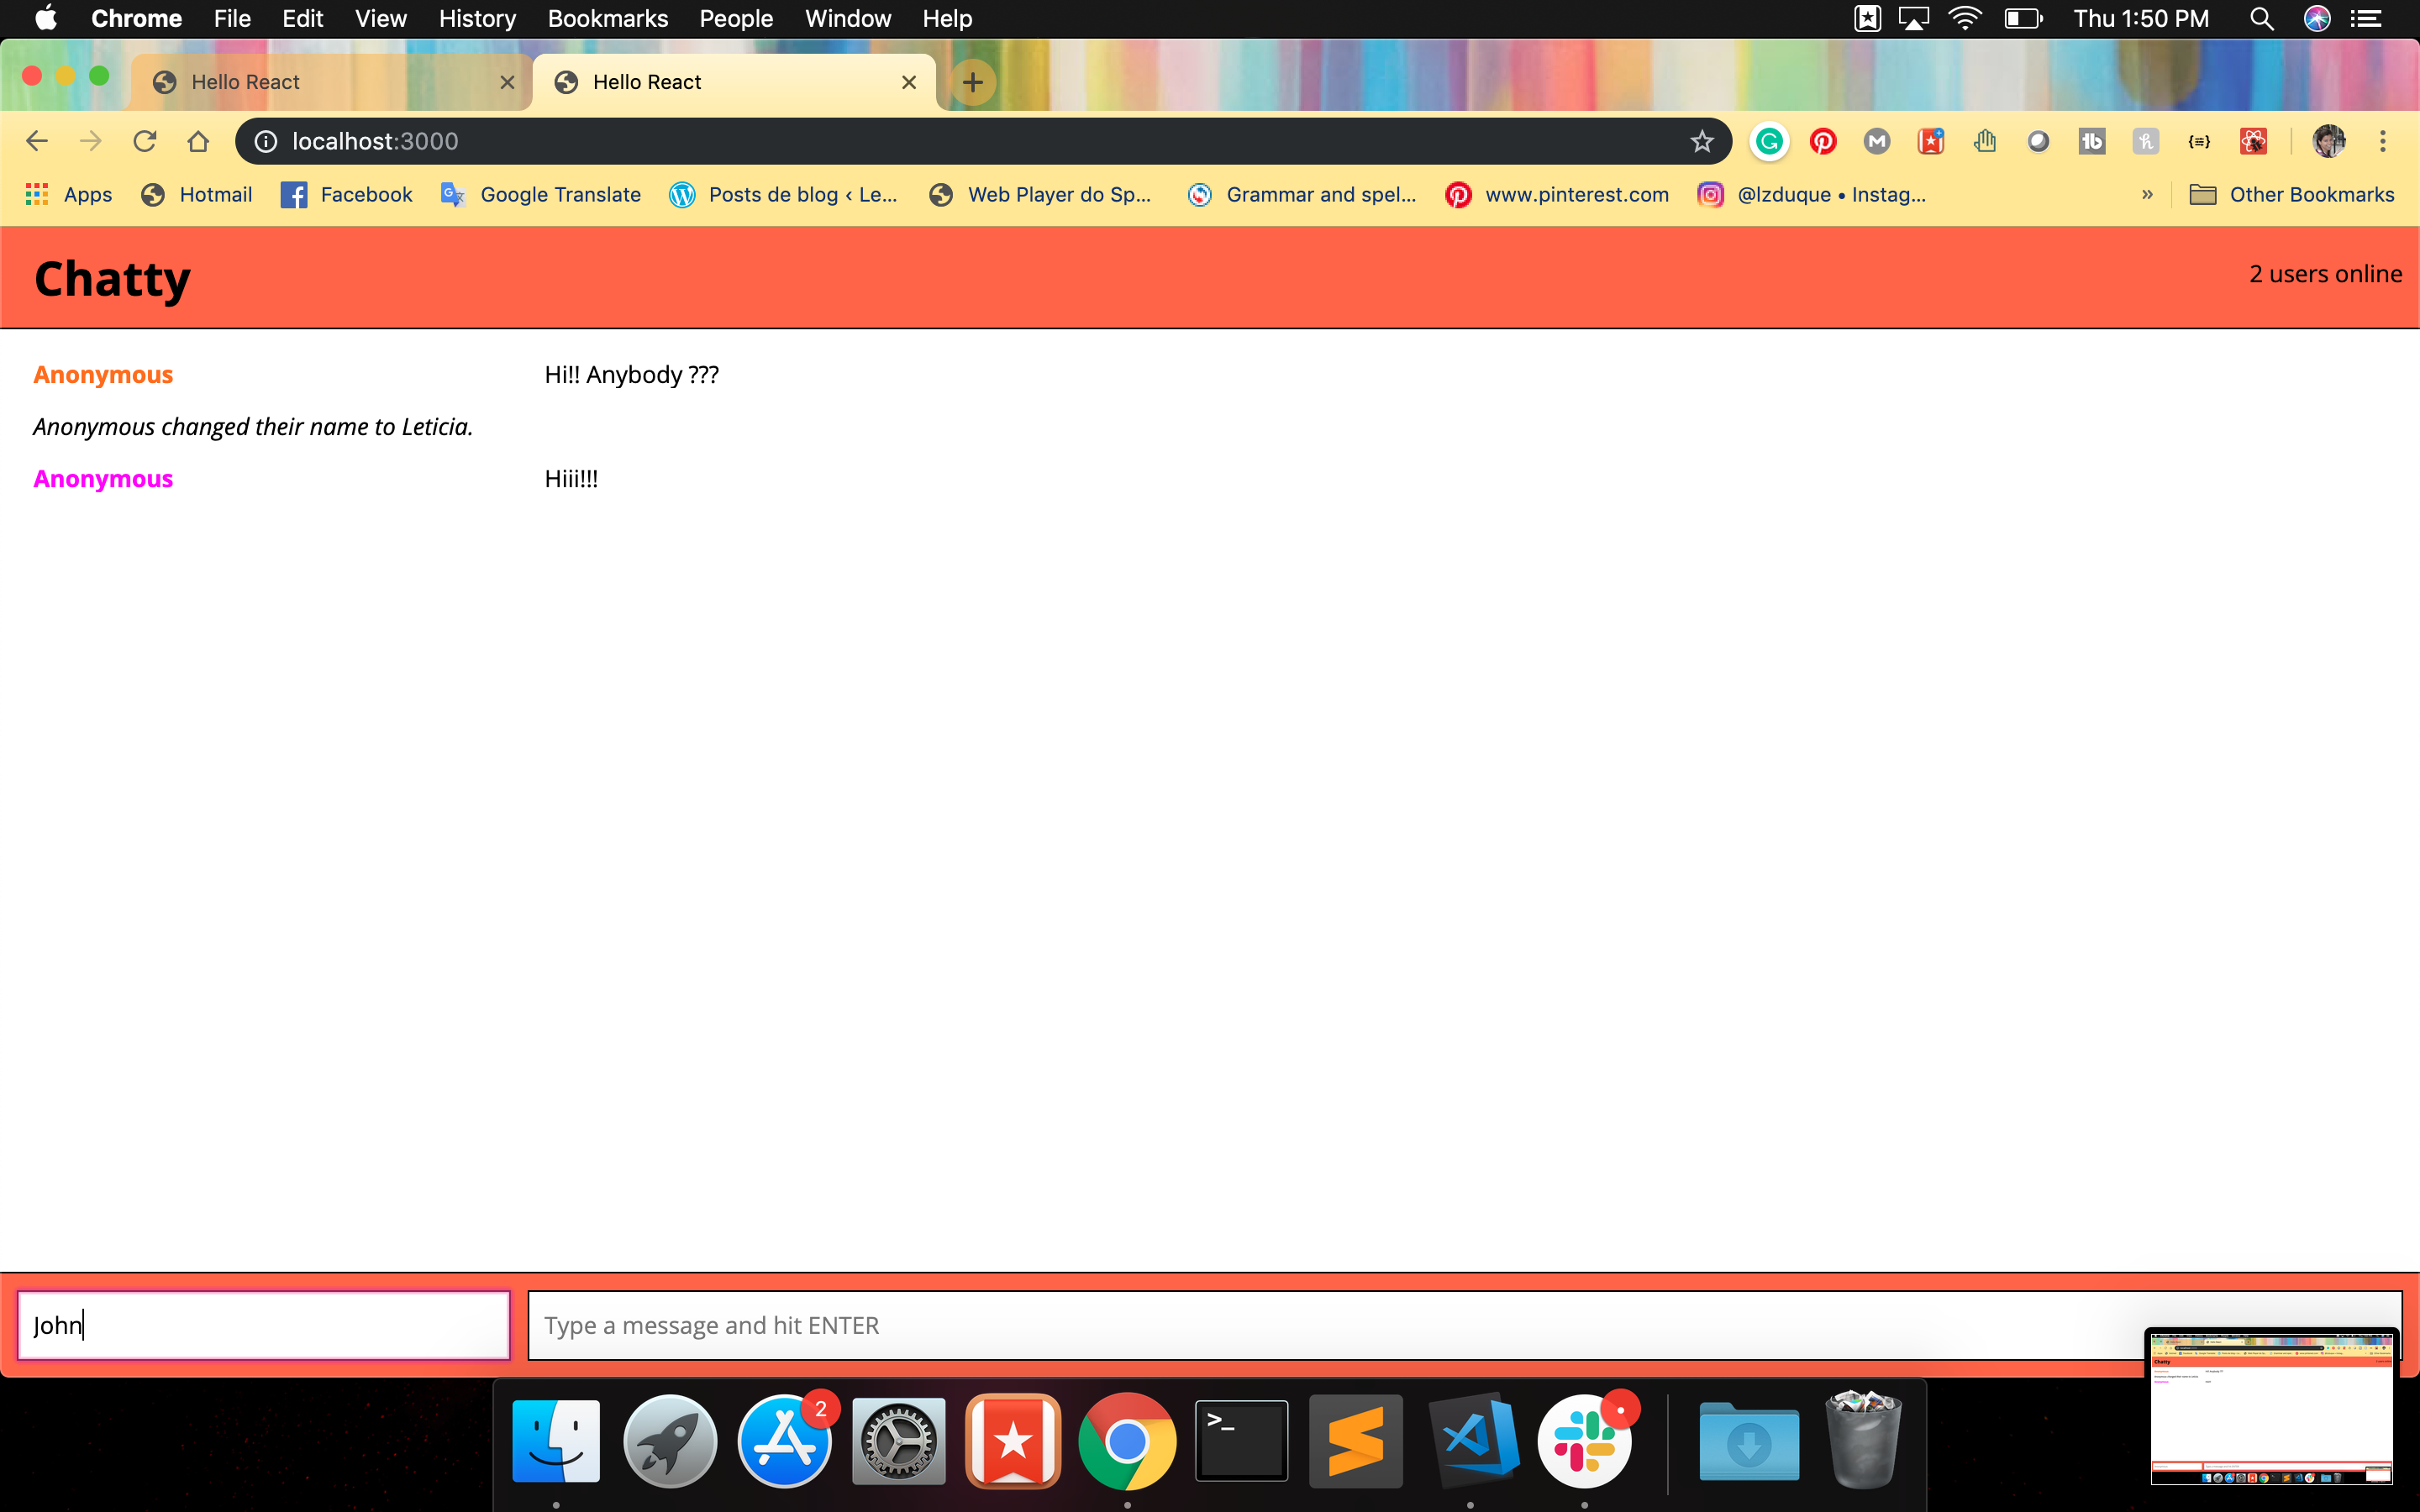 Chrome File Edit View History Bookmarks People Window Help Thu 1:50 PM
Hello React Hello React
localhost:3000
Apps Hotmail Facebook Google Translate Posts de blog ‹ Le... Web Player do Sp... Grammar and spel... www.pinterest.com @lzduque • Instag... » Other Bookmarks
Chatty 2 users online
Anonymous Hi!! Anybody ???
Anonymous changed their name to Leticia.
Anonymous Hiii!!!
John Type a message and hit ENTER
2